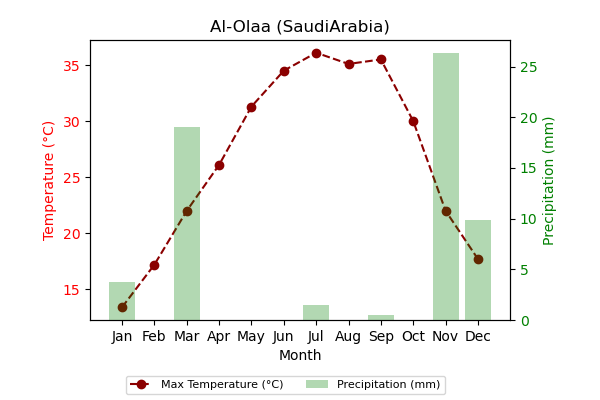 Al-Olaa (SaudiArabia)
Temperature (°C)
35
30
25
20
15
Precipitation (mm)
25
20
15
10
5
0
Jan Feb Mar Apr May Jun Jul Aug Sep Oct Nov Dec
Month
Max Temperature (°C) Precipitation (mm)